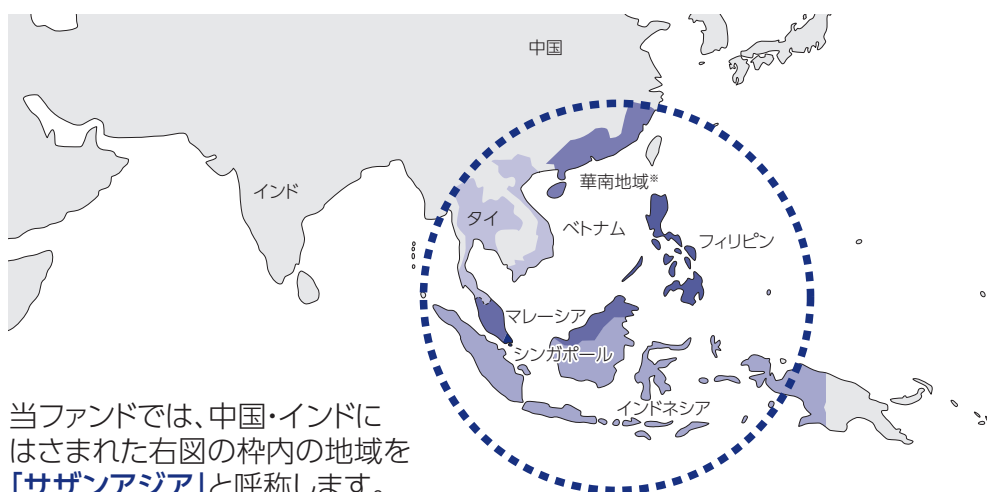 中国
インド
華南地域※
タイ
ベトナム
フィリピン
マレーシア
シンガポール
インドネシア
当ファンドでは、中国・インドに
はさまれた右図の枠内の地域を
「サザンアジア」と呼称します。